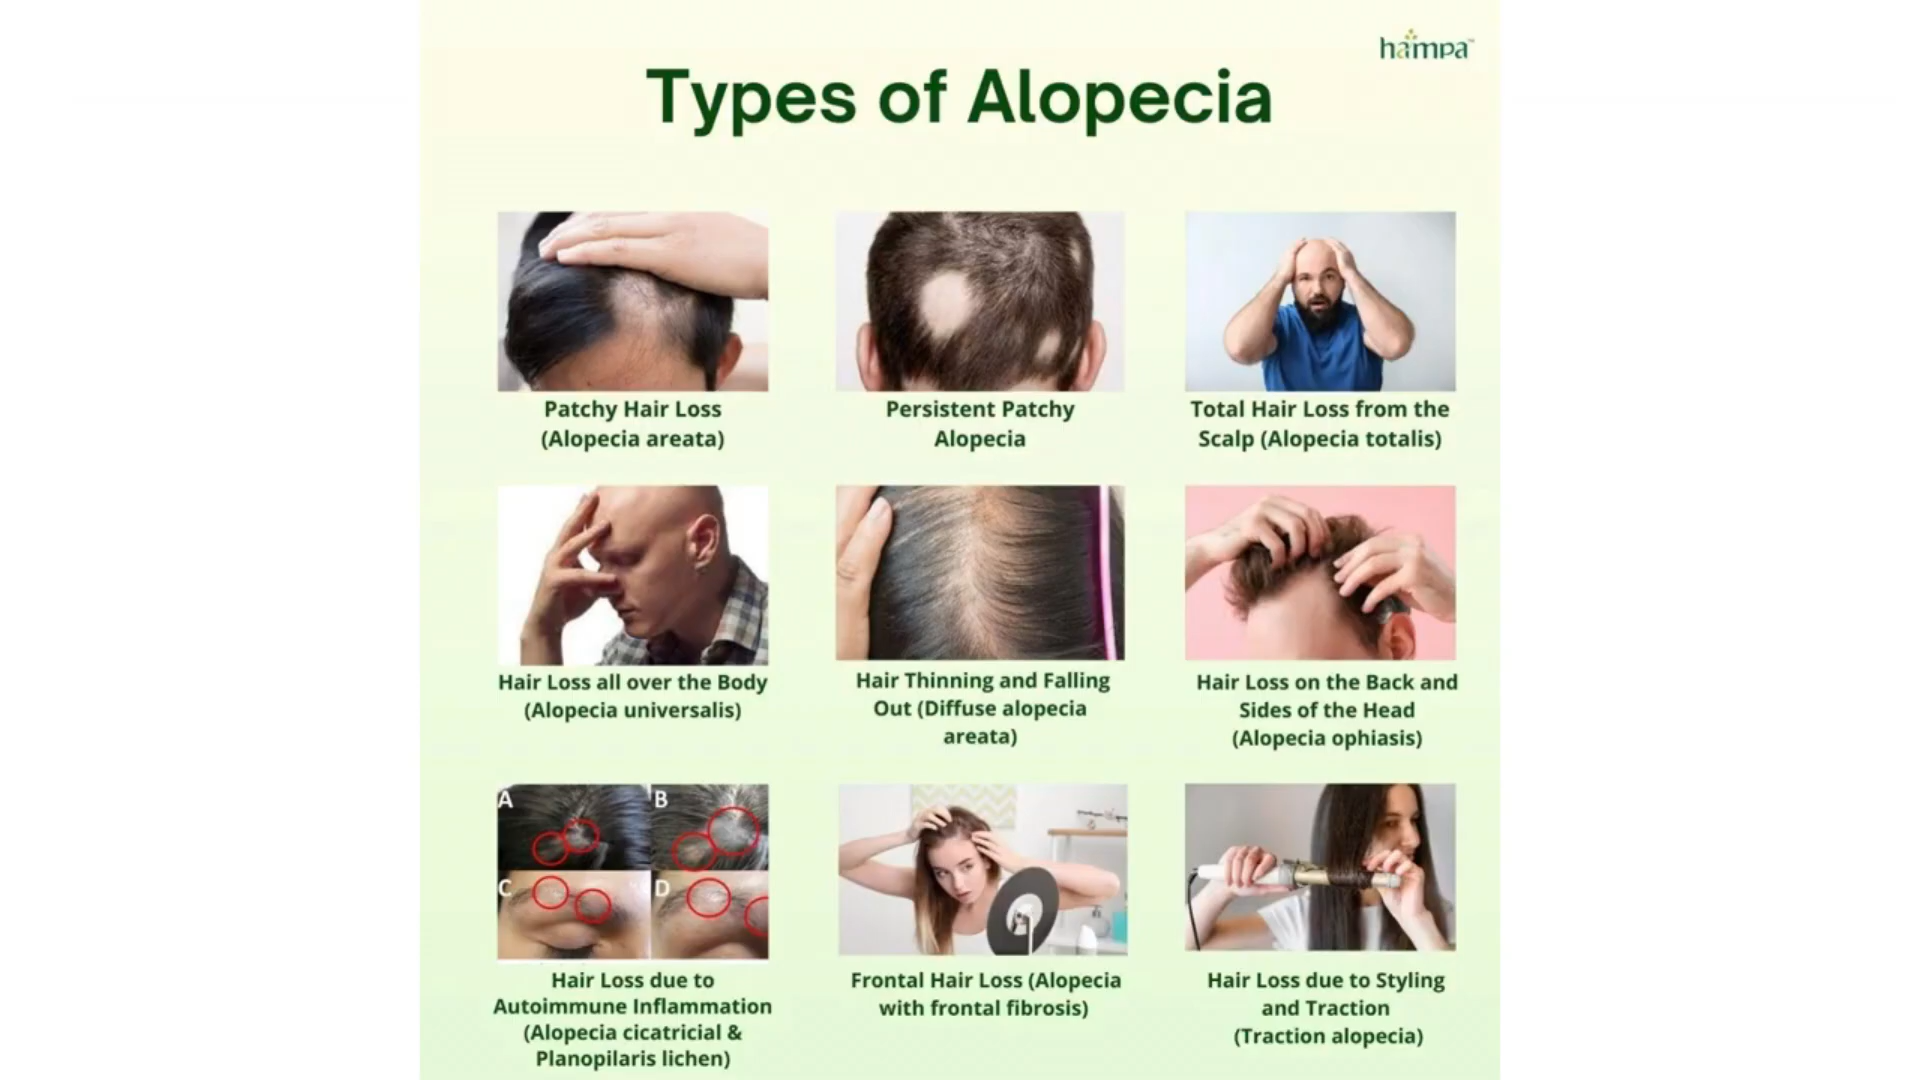 hampa™
Types of Alopecia
Patchy Hair Loss
(Alopecia areata)
Persistent Patchy
Alopecia
Total Hair Loss from the
Scalp (Alopecia totalis)
Hair Loss all over the Body
(Alopecia universalis)
Hair Thinning and Falling
Out (Diffuse alopecia
areata)
Hair Loss on the Back and
Sides of the Head
(Alopecia ophiasis)
A
B
C
D
Hair Loss due to
Autoimmune Inflammation
(Alopecia cicatricial &
Planopilaris lichen)
Frontal Hair Loss (Alopecia
with frontal fibrosis)
Hair Loss due to Styling
and Traction
(Traction alopecia)